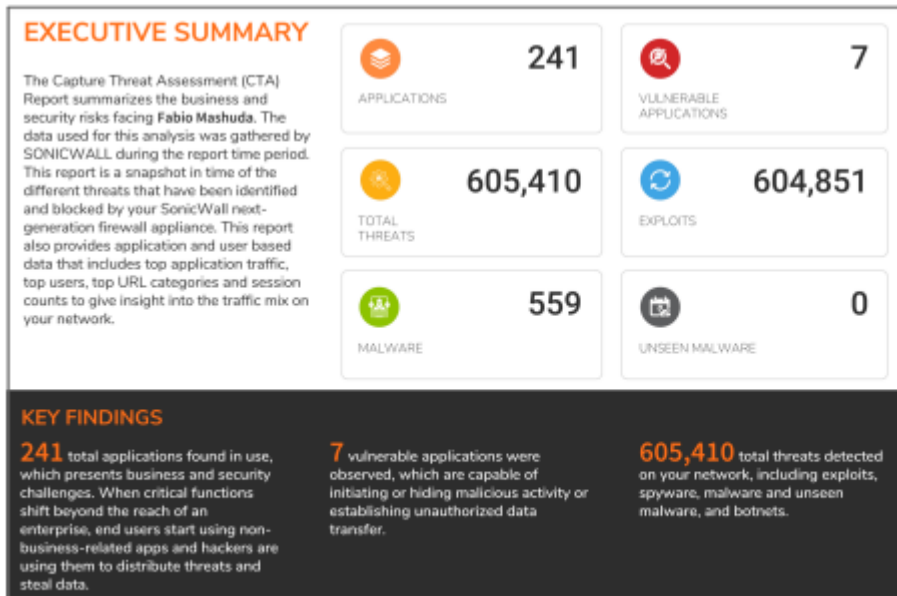 EXECUTIVE SUMMARY
The Capture Threat Assessment (CTA)
Report summarizes the business and
security risks facing Fabio Mashuda. The
data used for this analysis was gathered by
SONICWALL during the report time period.
This report is a snapshot in time of the
different threats that have been identified
and blocked by your SonicWall next-
generation firewall appliance. This report
also provides application and user based
data that includes top application traffic,
top users, top URL categories and session
counts to give insight into the traffic mix on
your network.
241
APPLICATIONS
7
VULNERABLE
APPLICATIONS
605,410
TOTAL
THREATS
604,851
EXPLOITS
559
MALWARE
0
UNSEEN MALWARE
KEY FINDINGS
241 total applications found in use,
which presents business and security
challenges. When critical functions
shift beyond the reach of an
enterprise, end users start using non-
business-related apps and hackers are
using them to distribute threats and
steal data.
7 vulnerable applications were
observed, which are capable of
initiating or hiding malicious activity or
establishing unauthorized data
transfer.
605,410 total threats detected
on your network, including exploits,
spyware, malware and unseen
malware, and botnets.